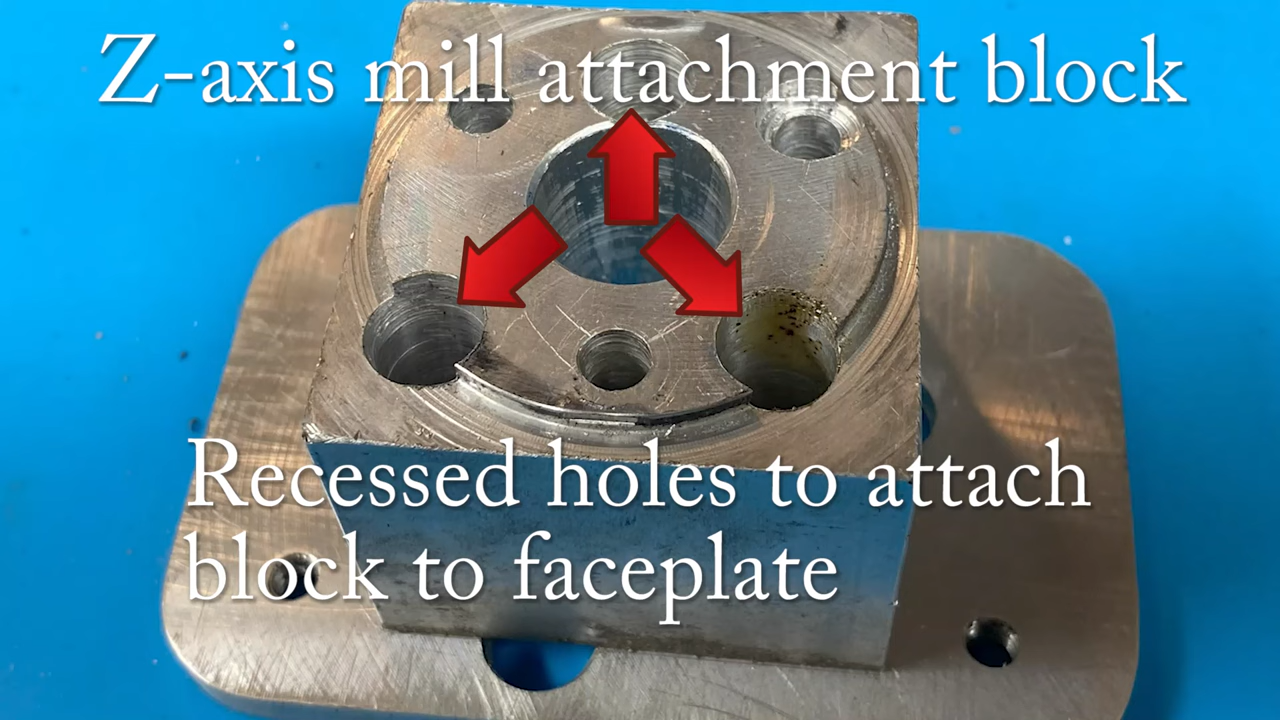 Z-axis mill attachment block
Recessed holes to attach
block to faceplate